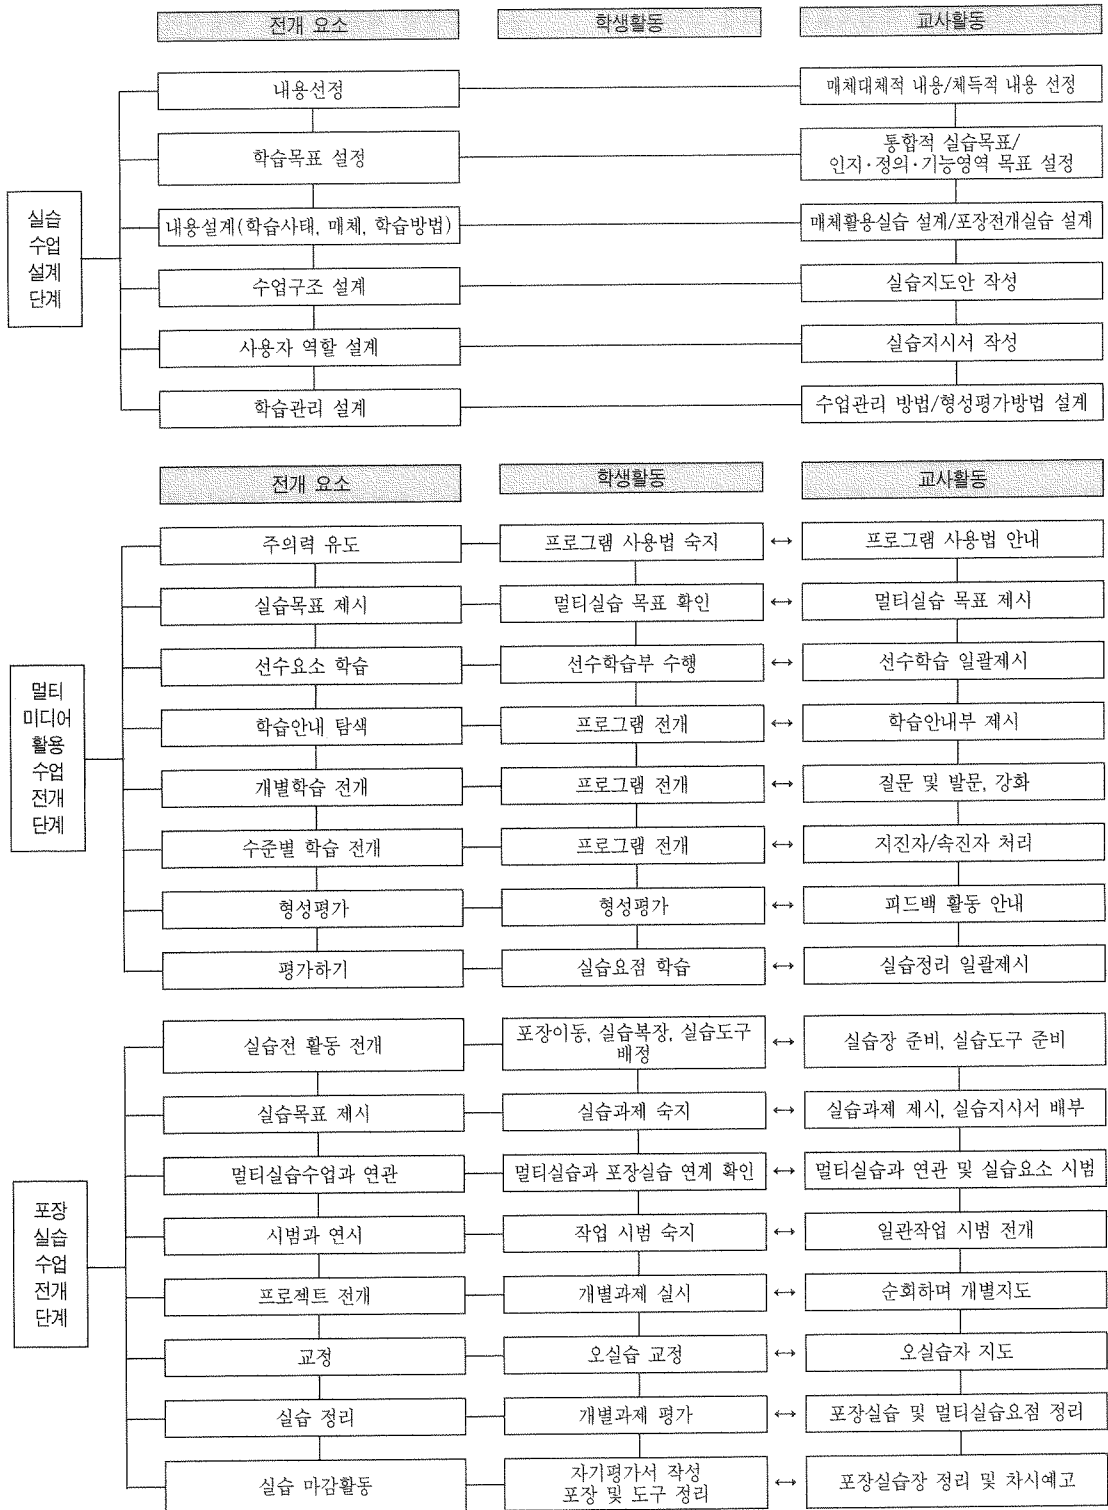 전개 요소 학생활동 교사활동
내용선정 매체대체적 내용/체득적 내용 선정
학습목표 설정 통합적 실습목표/
인지·정의·기능영역 목표 설정
실습
수업
설계
단계
내용설계(학습사태, 매체, 학습방법) 매체활용실습 설계/포장전개실습 설계
수업구조 설계 실습지도안 작성
사용자 역할 설계 실습지시서 작성
학습관리 설계 수업관리 방법/형성평가방법 설계
전개 요소 학생활동 교사활동
주의력 유도 프로그램 사용법 숙지 ↔ 프로그램 사용법 안내
실습목표 제시 멀티실습 목표 확인 ↔ 멀티실습 목표 제시
선수요소 학습 선수학습부 수행 ↔ 선수학습 일괄제시
멀티
미디어
활용
수업
전개
단계
학습안내 탐색 프로그램 전개 ↔ 학습안내부 제시
개별학습 전개 프로그램 전개 ↔ 질문 및 발문, 강화
수준별 학습 전개 프로그램 전개 ↔ 지진자/속진자 처리
형성평가 형성평가 ↔ 피드백 활동 안내
평가하기 실습요점 학습 ↔ 실습정리 일괄제시
실습전 활동 전개 포장이동, 실습복장, 실습도구
배정 ↔ 실습장 준비, 실습도구 준비
실습목표 제시 실습과제 숙지 ↔ 실습과제 제시, 실습지시서 배부
멀티실습수업과 연관 멀티실습과 포장실습 연계 확인 ↔ 멀티실습과 연관 및 실습요소 시범
포장
실습
수업
전개
단계
시범과 연시 작업 시범 숙지 ↔ 일관작업 시범 전개
프로젝트 전개 개별과제 실시 ↔ 순회하며 개별지도
교정 오실습 교정 ↔ 오실습자 지도
실습 정리 개별과제 평가 ↔ 포장실습 및 멀티실습요점 정리
실습 마감활동 자기평가서 작성
포장 및 도구 정리 ↔ 포장실습장 정리 및 차시예고